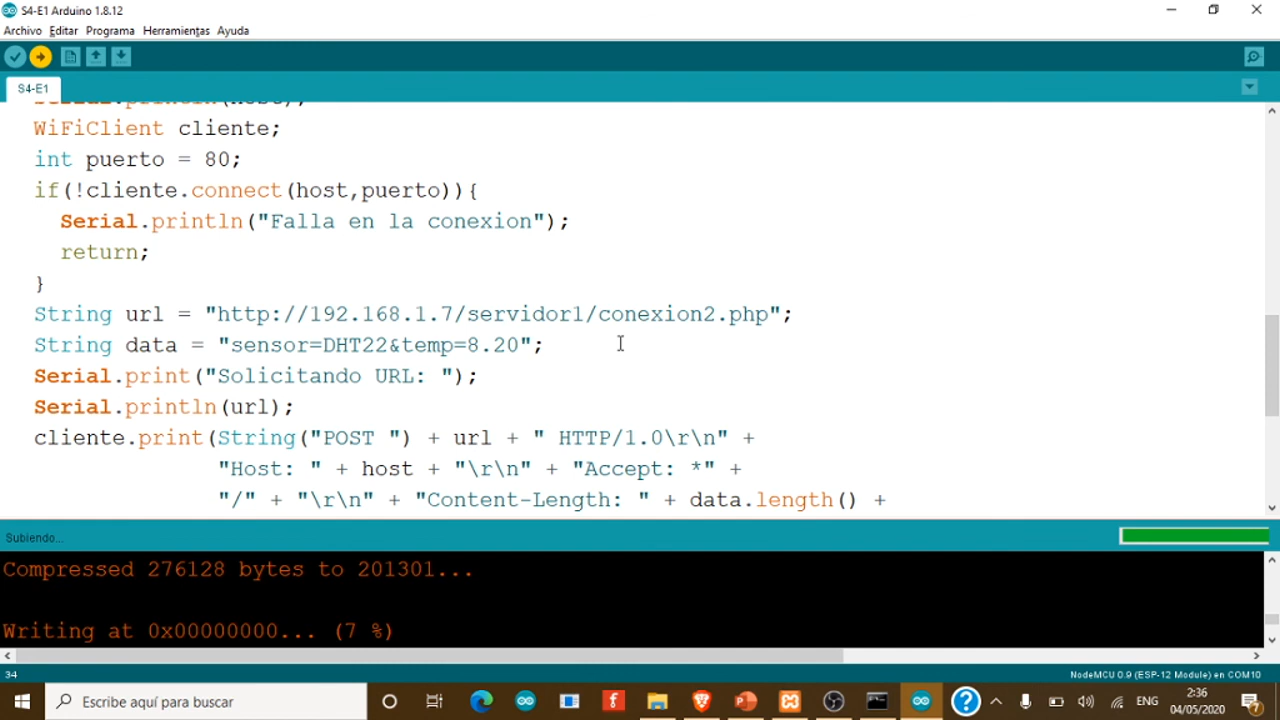 S4-E1 Arduino 1.8.12
Archivo Editar Programa Herramientas Ayuda
S4-E1
Serial.println(host);
WiFiClient cliente;
int puerto = 80;
if(!cliente.connect(host,puerto)){
Serial.println("Falla en la conexion");
return;
}
String url = "http://192.168.1.7/servidor1/conexion2.php";
String data = "sensor=DHT22&temp=8.20";
Serial.print("Solicitando URL: ");
Serial.println(url);
cliente.print(String("POST ") + url + " HTTP/1.0\r\n" +
"Host: " + host + "\r\n" + "Accept: *" +
"/" + "\r\n" + "Content-Length: " + data.length() +
Subiendo...
Compressed 276128 bytes to 201301...
Writing at 0x00000000... (7 %)
34
NodeMCU 0.9 (ESP-12 Module) en COM10
Escribe aquí para buscar
ENG
2:36
04/05/2020
7